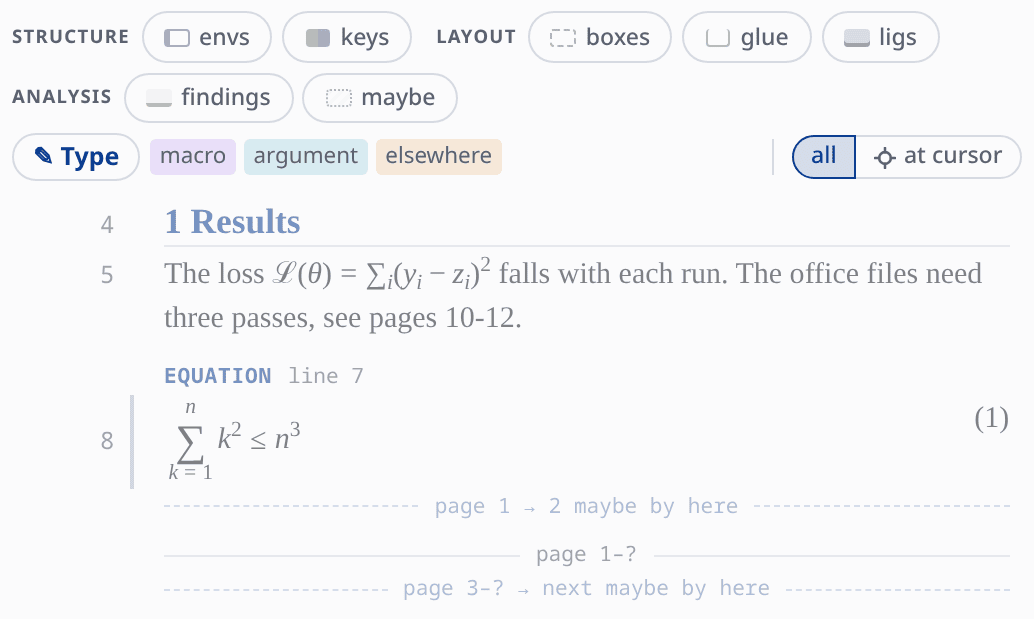 STRUCTURE envs keys LAYOUT boxes glue ligs
ANALYSIS findings maybe
✎ Type macro argument elsewhere all at cursor
4 1 Results
5 The loss ℒ(θ) = ∑ᵢ(yᵢ − zᵢ)² falls with each run. The office files need
three passes, see pages 10-12.
EQUATION line 7
n
8 ∑ k² ≤ n³ (1)
k = 1
page 1 → 2 maybe by here
page 1–?
page 3–? → next maybe by here